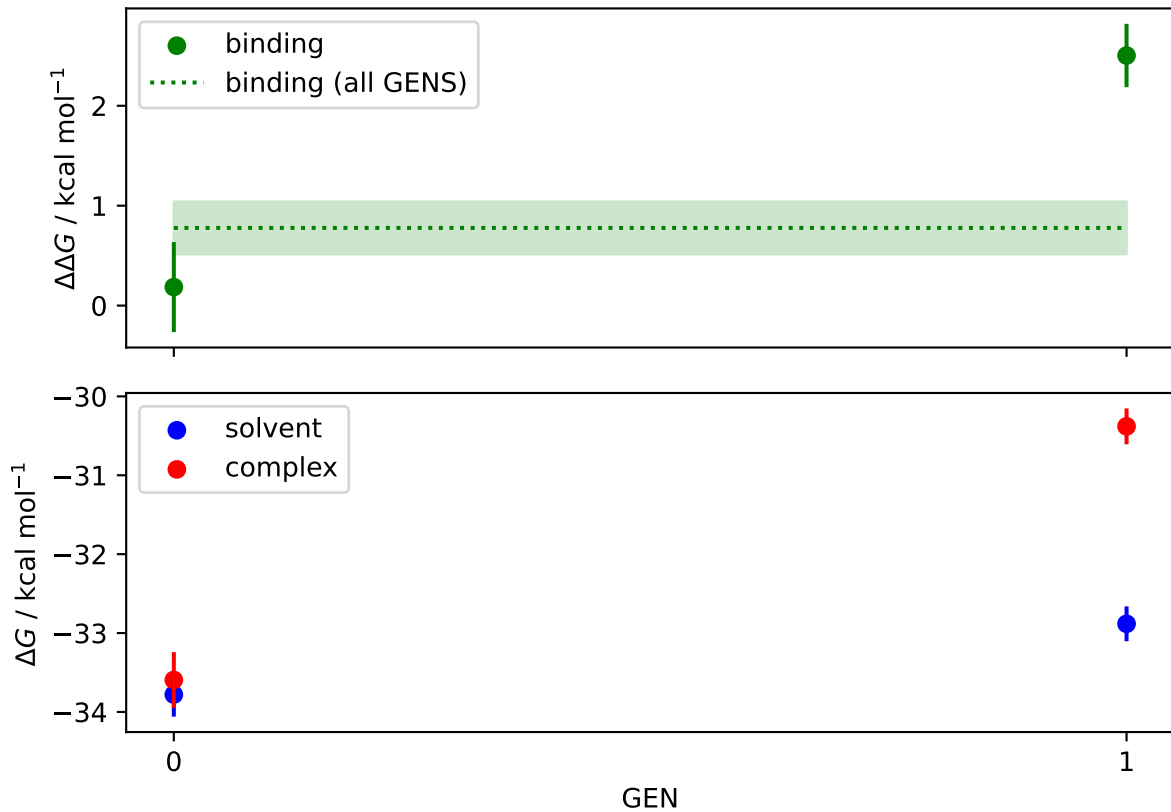 binding
binding (all GENS)
ΔΔG / kcal mol⁻¹
2
1
0
solvent
complex
ΔG / kcal mol⁻¹
−30
−31
−32
−33
−34
0
1
GEN